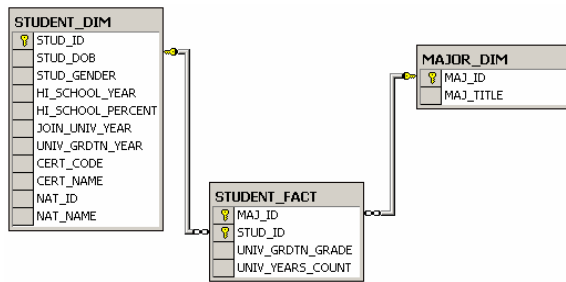 STUDENT_DIM
STUD_ID
STUD_DOB
STUD_GENDER
HI_SCHOOL_YEAR
HI_SCHOOL_PERCENT
JOIN_UNIV_YEAR
UNIV_GRDTN_YEAR
CERT_CODE
CERT_NAME
NAT_ID
NAT_NAME
MAJOR_DIM
MAJ_ID
MAJ_TITLE
STUDENT_FACT
MAJ_ID
STUD_ID
UNIV_GRDTN_GRADE
UNIV_YEARS_COUNT